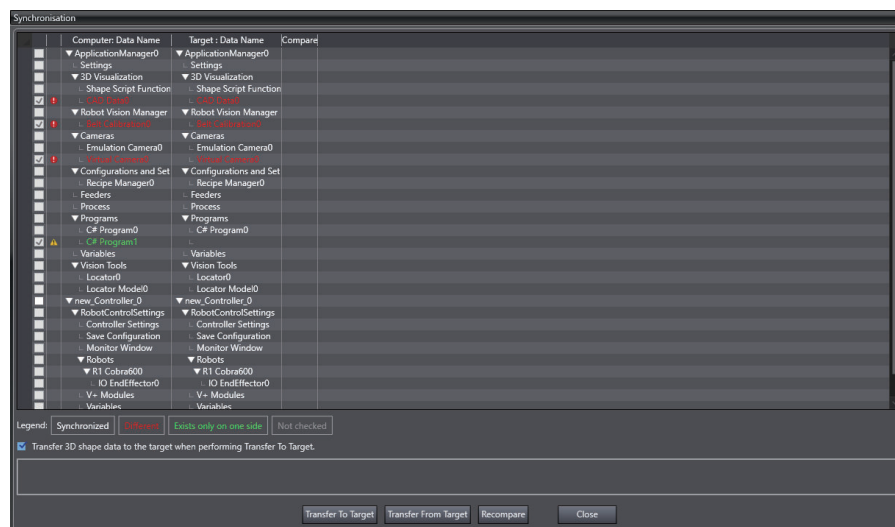 Synchronisation
Computer: Data Name Target : Data Name Compare
ApplicationManager0 ApplicationManager0
Settings Settings
3D Visualization 3D Visualization
Shape Script Function Shape Script Function
Robot Vision Manager Robot Vision Manager
Cameras Cameras
Emulation Camera0 Emulation Camera0
Configurations and Set Configurations and Set
Recipe Manager0 Recipe Manager0
Feeders Feeders
Process Process
Programs Programs
C# Program0 C# Program0
C# Program1
Variables Variables
Vision Tools Vision Tools
Locator0 Locator0
Locator Model0 Locator Model0
new_Controller_0 new_Controller_0
RobotControlSettings RobotControlSettings
Controller Settings Controller Settings
Save Configuration Save Configuration
Monitor Window Monitor Window
Robots Robots
R1 Cobra600 R1 Cobra600
IO EndEffector0 IO EndEffector0
V+ Modules V+ Modules
Variables Variables
Legend: Synchronized Different Exists only on one side Not checked
Transfer 3D shape data to the target when performing Transfer To Target.
Transfer To Target Transfer From Target Recompare Close